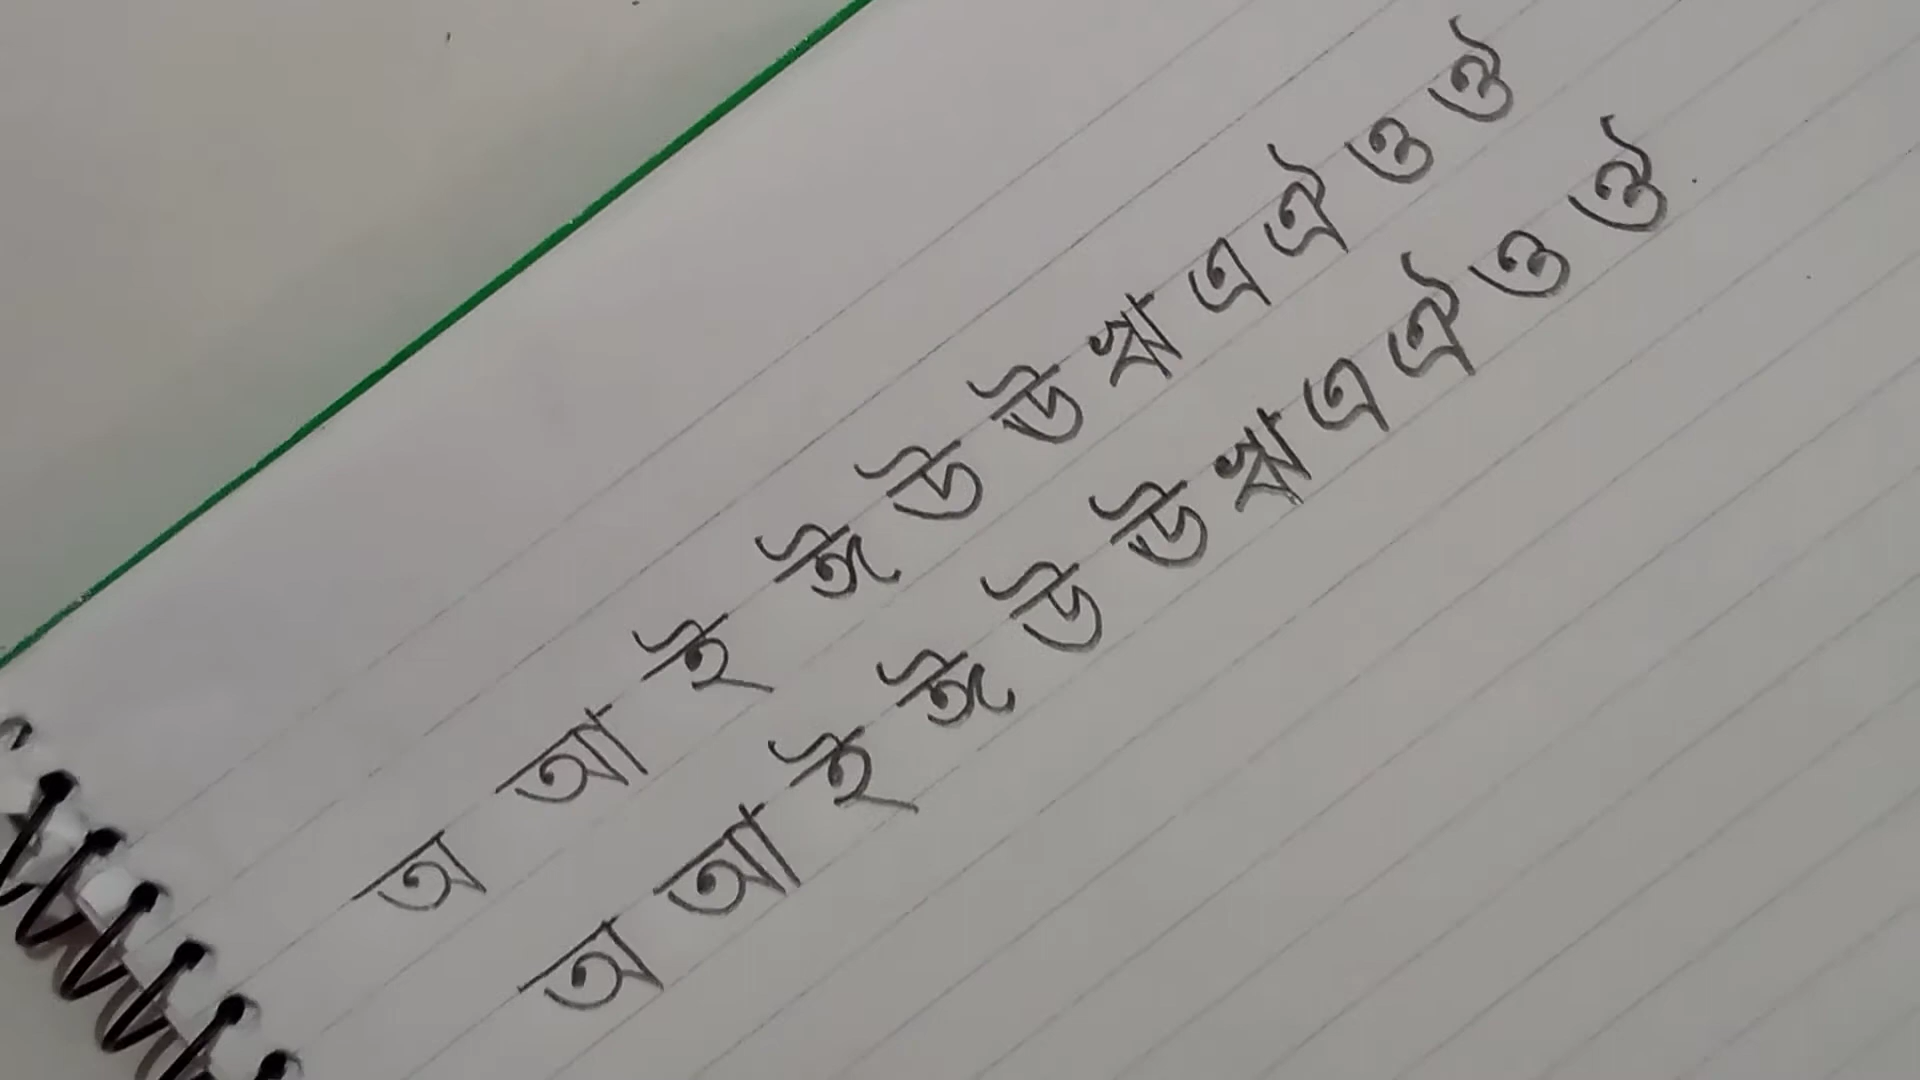 অ আ ই ঈ উ ঊ ঋ এ ঐ ও ঔ
অ আ ই ঈ উ ঊ ঋ এ ঐ ও ঔ